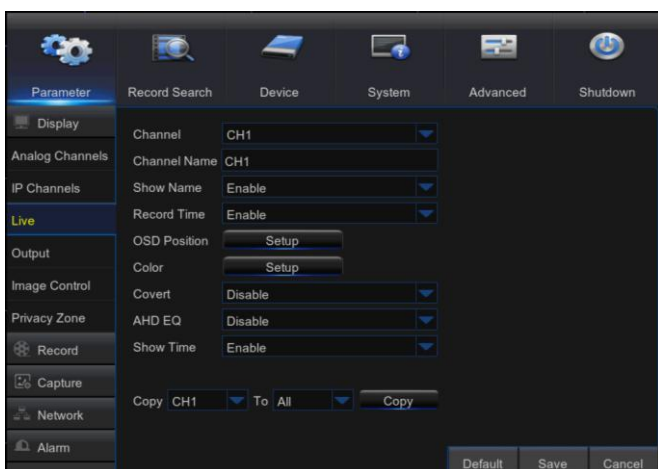 Parameter Record Search Device System Advanced Shutdown
Display
Analog Channels
IP Channels
Live
Output
Image Control
Privacy Zone
Record
Capture
Network
Alarm
Channel CH1
Channel Name CH1
Show Name Enable
Record Time Enable
OSD Position Setup
Color Setup
Covert Disable
AHD EQ Disable
Show Time Enable
Copy CH1 To All Copy
Default Save Cancel